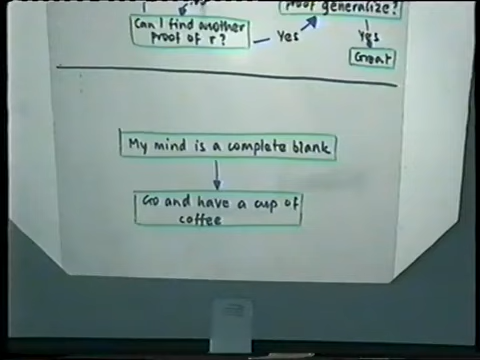 proof generalize?
Can I find another
proof of r?
Yes
Yes
Great
My mind is a complete blank
Go and have a cup of
coffee